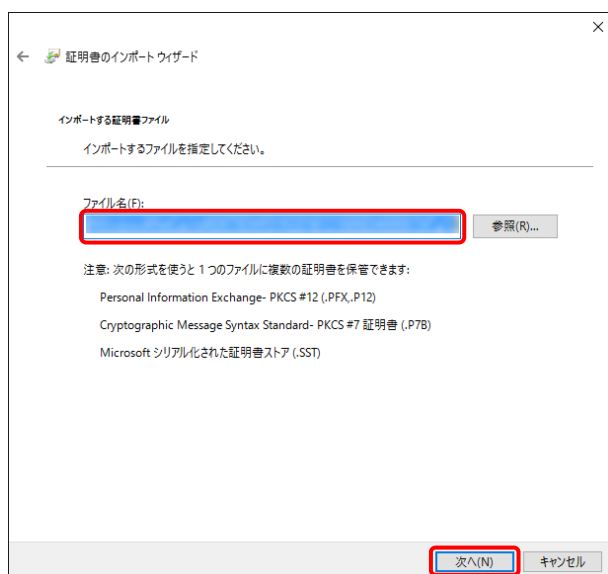 証明書のインポート ウィザード
インポートする証明書ファイル
インポートするファイルを指定してください。
ファイル名(F):
参照(R)...
注意: 次の形式を使うと 1 つのファイルに複数の証明書を保管できます:
Personal Information Exchange- PKCS #12 (.PFX,.P12)
Cryptographic Message Syntax Standard- PKCS #7 証明書 (.P7B)
Microsoft シリアル化された証明書ストア (.SST)
次へ(N)
キャンセル